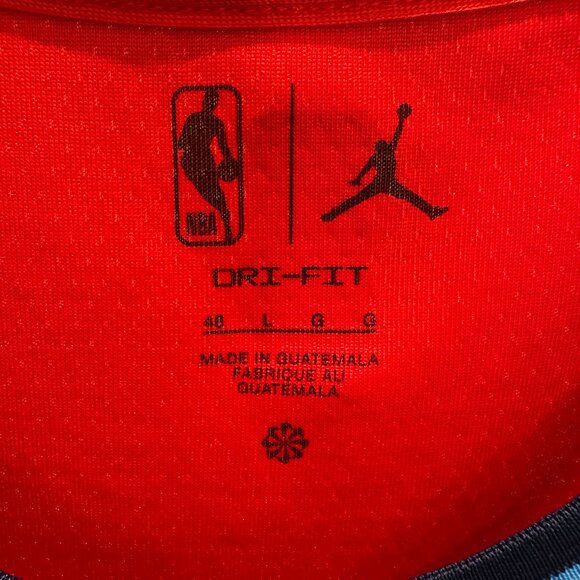 NBA
DRI-FIT
48 L G G
MADE IN GUATEMALA
FABRIQUE AU
GUATEMALA